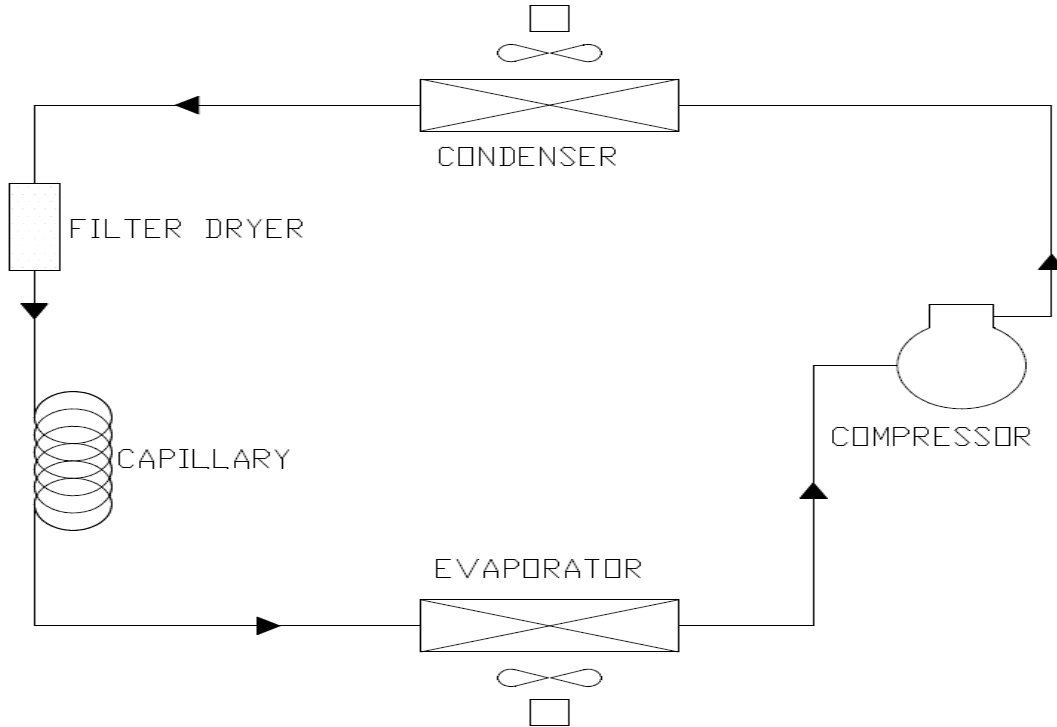 CONDENSER
FILTER DRYER
COMPRESSOR
CAPILLARY
EVAPORATOR